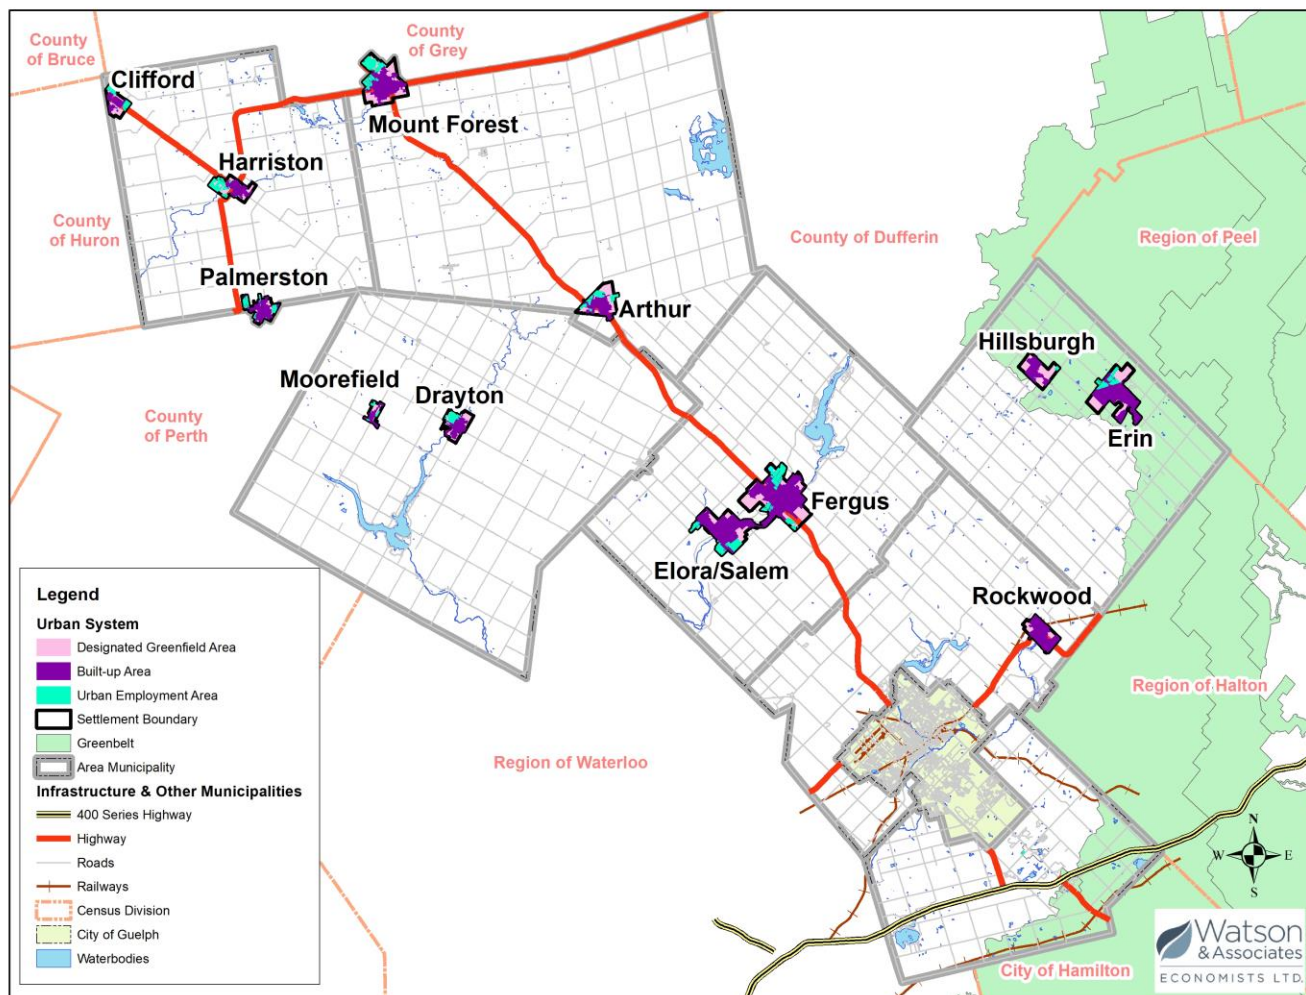 County
of Bruce
County
of Grey
Clifford
Mount Forest
Harriston
County
of Huron
County of Dufferin
Region of Peel
Palmerston
Arthur
Hillsburgh
Moorefield
Drayton
County
of Perth
Erin
Fergus
Elora/Salem
Rockwood
Region of Halton
Region of Waterloo
City of Hamilton
Legend
Urban System
Designated Greenfield Area
Built-up Area
Urban Employment Area
Settlement Boundary
Greenbelt
Area Municipality
Infrastructure & Other Municipalities
400 Series Highway
Highway
Roads
Railways
Census Division
City of Guelph
Waterbodies
N
W E
S
Watson
& Associates
ECONOMISTS LTD.